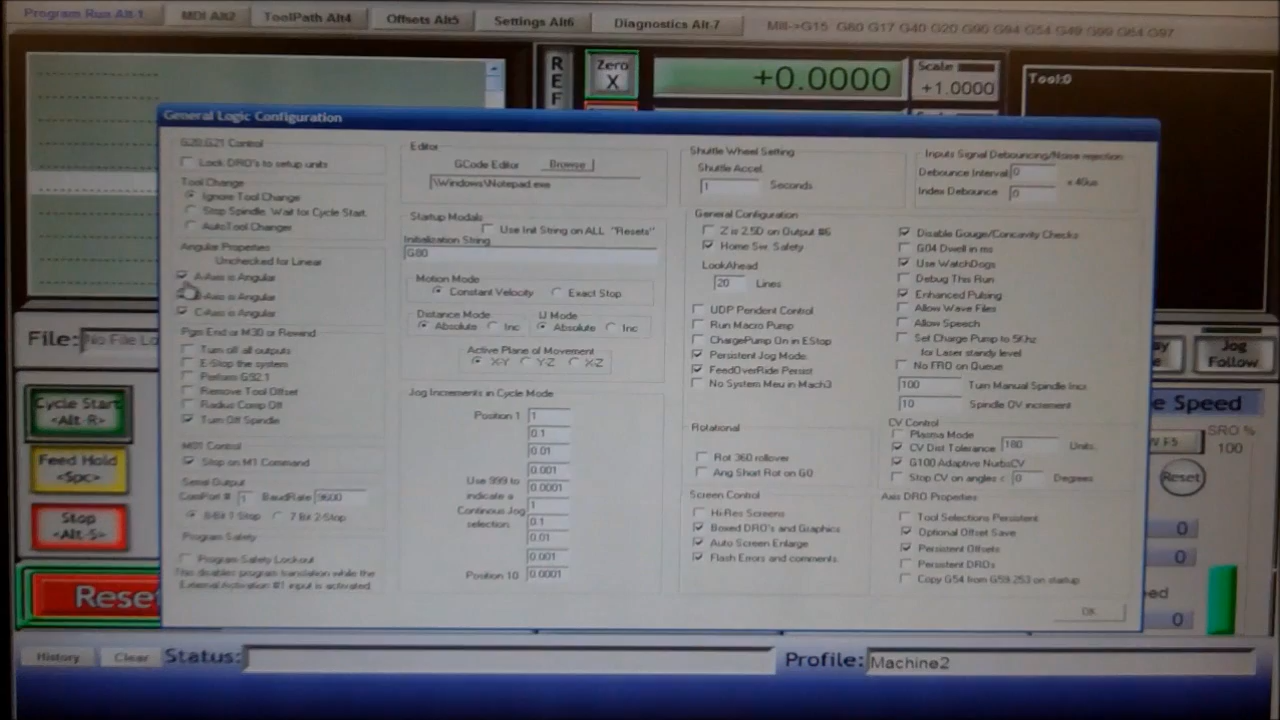 Program Run Alt-1
MDI Alt2
ToolPath Alt4
Offsets Alt5
Settings Alt6
Diagnostics Alt-7
Mill->G15 G80 G17 G40 G20 G90 G94 G54 G49 G99 G64 G97
REF
Zero
X
+0.0000
Scale
+1.0000
Tool:0
General Logic Configuration
G20,G21 Control
Lock DRO's to setup units
Tool Change
Ignore Tool Change
Stop Spindle. Wait for Cycle Start.
Auto Tool Changer
Angular Properties
Unchecked for Linear
A-Axis is Angular
-Axis is Angular
C-Axis is Angular
Pgm End or M30 or Rewind
Turn off all outputs
E-Stop the system
Perform G92.1
Remove Tool Offset
Radius Comp Off
Turn Off Spindle
M01 Control
Stop on M1 Command
Serial Output
ComPort # 1 BaudRate 9600
8-Bit 1-Stop 7 Bit 2-Stop
Program Safety
Program Safety Lockout
This disables program translation while the
External Activation #1 input is activated.
Editor
GCode Editor Browse
\Windows\Notepad.exe
Startup Modals
Use Init String on ALL "Resets"
Initialization String
G80
Motion Mode
Constant Velocity Exact Stop
Distance Mode
Absolute Inc
IJ Mode
Absolute Inc
Active Plane of Movement
X-Y Y-Z X-Z
Jog Increments in Cycle Mode
Position 1 1
0.1
0.01
0.001
0.0001
Use 999 to
indicate a
Continous Jog
selection.
1
0.1
0.01
0.001
Position 10 0.0001
Shuttle Wheel Setting
Shuttle Accel.
1 Seconds
General Configuration
Z is 2.5D on Output #6
Home Sw. Safety
LookAhead
20 Lines
UDP Pendent Control
Run Macro Pump
ChargePump On in EStop
Persistent Jog Mode.
FeedOverRide Persist
No System Meu in Mach3
Rotational
Rot 360 rollover
Ang Short Rot on G0
Screen Control
Hi-Res Screens
Boxed DRO's and Graphics
Auto Screen Enlarge
Flash Errors and comments.
Inputs Signal Debouncing/Noise rejection
Debounce Interval: 0 x 40us
Index Debounce 0
Disable Gouge/Concavity Checks
G04 Dwell in ms
Use WatchDogs
Debug This Run
Enhanced Pulsing
Allow Wave Files
Allow Speech
Set Charge Pump to 5Khz
for Laser standy level
No FRO on Queue
100 Turn Manual Spindle Incr.
10 Spindle OV increment
CV Control
Plasma Mode
CV Dist Tolerance 180 Units.
G100 Adaptive NurbsCV
Stop CV on angles < 0 Degrees
Axis DRO Properties
Tool Selections Persistent.
Optional Offset Save
Persistent Offsets
Persistent DROs
Copy G54 from G59.253 on startup
OK
File: No File Lo
Cycle Start
<Alt-R>
Feed Hold
<Spc>
Stop
<Alt-S>
Reset
Jog
Follow
e Speed
F5
SRO %
100
Reset
0
0
ed
0
History
Clear
Status:
Profile: Machine2